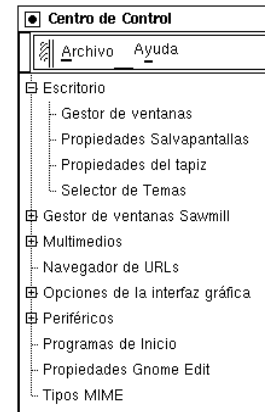 Centro de Control
Archivo Ayuda
Escritorio
Gestor de ventanas
Propiedades Salvapantallas
Propiedades del tapiz
Selector de Temas
Gestor de ventanas Sawmill
Multimedios
Navegador de URLs
Opciones de la interfaz gráfica
Periféricos
Programas de Inicio
Propiedades Gnome Edit
Tipos MIME